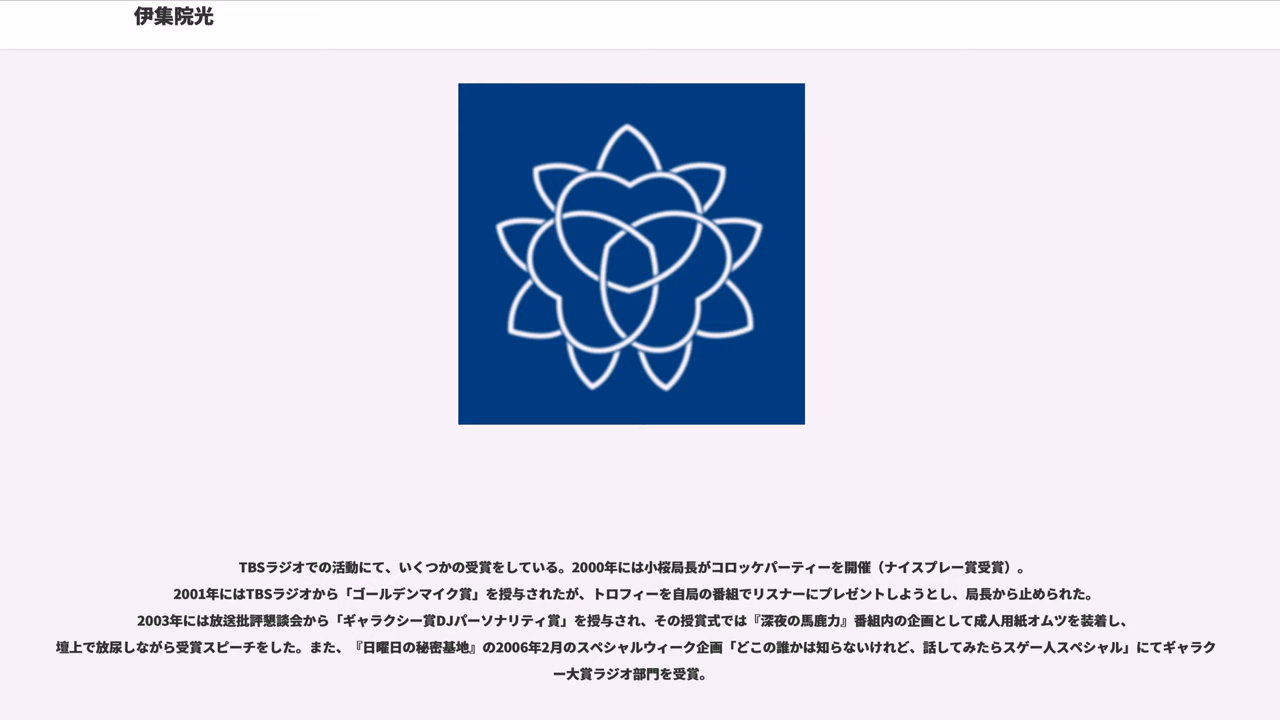 伊集院光
TBSラジオでの活動にて、いくつかの受賞をしている。2000年には小桜局長がコロッケパーティーを開催（ナイスプレー賞受賞）。
2001年にはTBSラジオから「ゴールデンマイク賞」を授与されたが、トロフィーを自局の番組でリスナーにプレゼントしようとし、局長から止められた。
2003年には放送批評懇談会から「ギャラクシー賞DJパーソナリティ賞」を授与され、その授賞式では『深夜の馬鹿力』番組内の企画として成人用紙オムツを装着し、
壇上で放尿しながら受賞スピーチをした。また、『日曜日の秘密基地』の2006年2月のスペシャルウィーク企画「どこの誰かは知らないけれど、話してみたらスゲー人スペシャル」にてギャラク
ー大賞ラジオ部門を受賞。